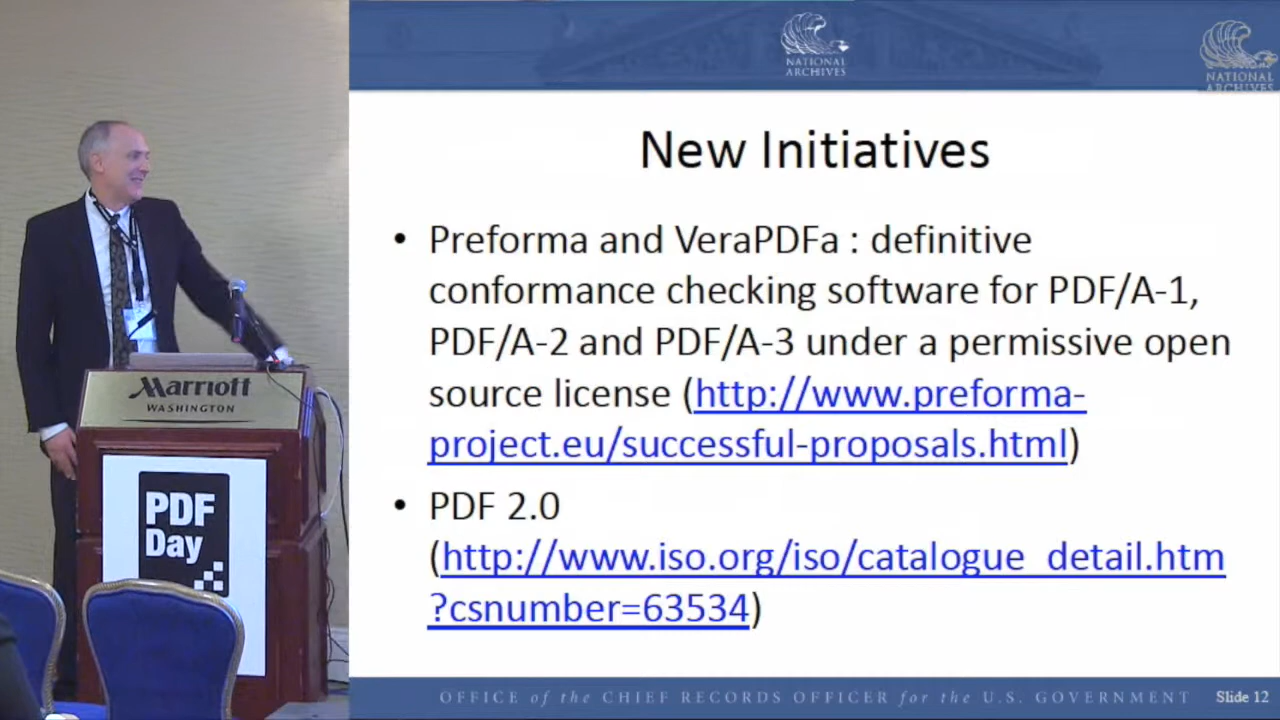 NATIONAL
ARCHIVES
NATIONAL
ARCHIVES
New Initiatives
• Preforma and VeraPDFa : definitive
conformance checking software for PDF/A-1,
PDF/A-2 and PDF/A-3 under a permissive open
source license (http://www.preforma-
project.eu/successful-proposals.html)
• PDF 2.0
(http://www.iso.org/iso/catalogue_detail.htm
?csnumber=63534)
OFFICE of the CHIEF RECORDS OFFICER for the U.S. GOVERNMENT
Slide 12
Marriott
WASHINGTON
PDF
Day